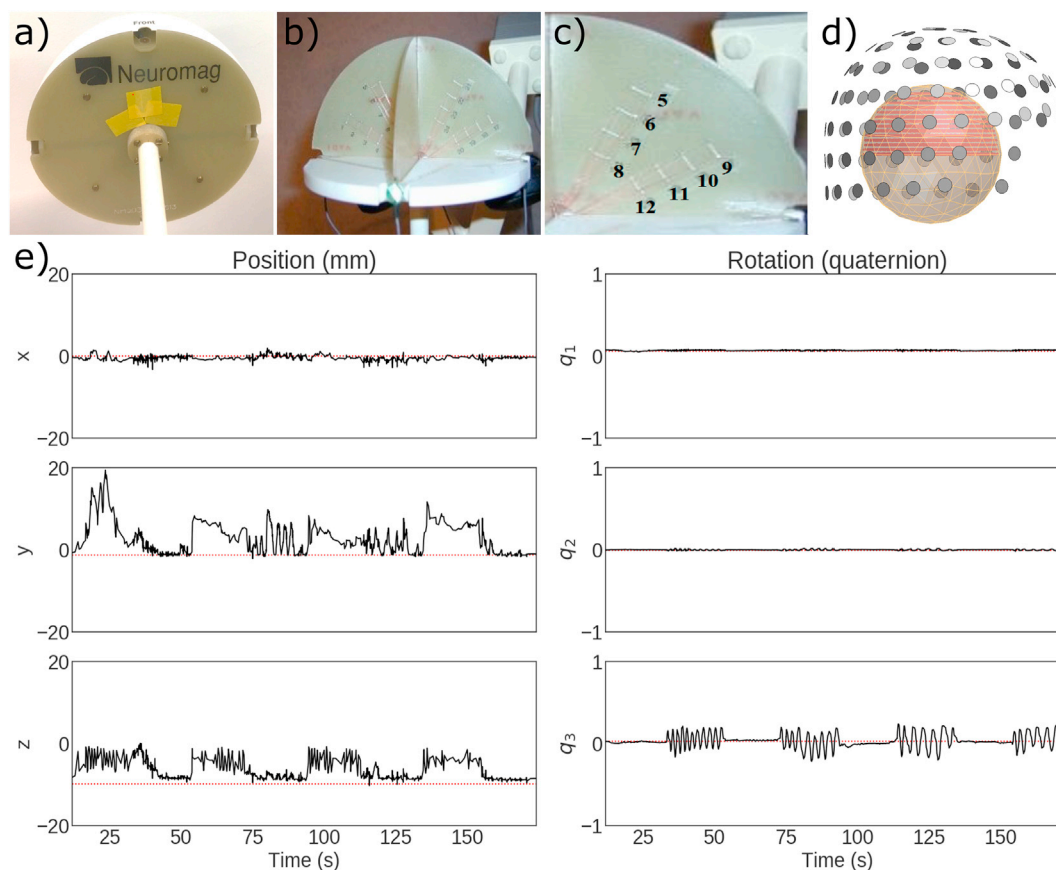 a)
Front
Neuromag
b)
c)
5
6
7
8
9
10
11
12
d)
e)
Position (mm)
Rotation (quaternion)
20
0
−20
x
1
0
−1
q1
20
0
−20
y
1
0
−1
q2
20
0
−20
z
25
50
75
100
125
150
Time (s)
1
0
−1
q3
25
50
75
100
125
150
Time (s)